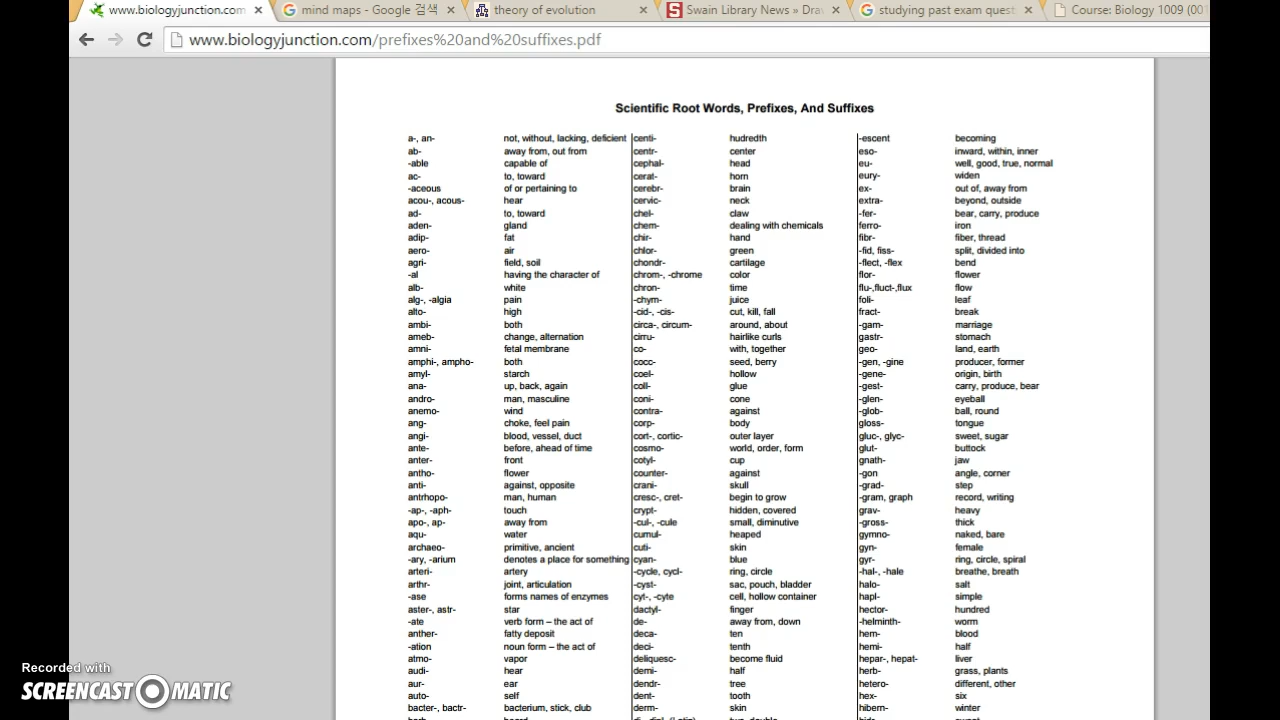 www.biologyjunction.com
mind maps - Google 검색
theory of evolution
Swain Library News » Drav
studying past exam quest
Course: Biology 1009 (001
www.biologyjunction.com/prefixes%20and%20suffixes.pdf
Scientific Root Words, Prefixes, And Suffixes
a-, an- not, without, lacking, deficient centi- hudredth -escent becoming
ab- away from, out from centr- center eso- inward, within, inner
-able capable of cephal- head eu- well, good, true, normal
ac- to, toward cerat- horn eury- widen
-aceous of or pertaining to cerebr- brain ex- out of, away from
acou-, acous- hear cervic- neck extra- beyond, outside
ad- to, toward chel- claw -fer- bear, carry, produce
aden- gland chem- dealing with chemicals ferro- iron
adip- fat chir- hand fibr- fiber, thread
aero- air chlor- green -fid, fiss- split, divided into
agri- field, soil chondr- cartilage -flect, -flex bend
-al having the character of chrom-, -chrome color flor- flower
alb- white chron- time flu-,fluct-,flux flow
alg-, -algia pain -chym- juice foli- leaf
alto- high -cid-, -cis- cut, kill, fall fract- break
ambi- both circa-, circum- around, about -gam- marriage
ameb- change, alternation cirru- hairlike curls gastr- stomach
amni- fetal membrane co- with, together geo- land, earth
amphi-, ampho- both cocc- seed, berry -gen, -gine producer, former
amyl- starch coel- hollow -gene- origin, birth
ana- up, back, again coll- glue -gest- carry, produce, bear
andro- man, masculine coni- cone -glen- eyeball
anemo- wind contra- against -glob- ball, round
ang- choke, feel pain corp- body gloss- tongue
angi- blood, vessel, duct cort-, cortic- outer layer gluc-, glyc- sweet, sugar
ante- before, ahead of time cosmo- world, order, form glut- buttock
anter- front cotyl- cup gnath- jaw
antho- flower counter- against -gon angle, corner
anti- against, opposite crani- skull -grad- step
antrhopo- man, human cresc-, cret- begin to grow -gram, graph record, writing
-ap-, -aph- touch crypt- hidden, covered grav- heavy
apo-, ap- away from -cul-, -cule small, diminutive -gross- thick
aqu- water cumul- heaped gymno- naked, bare
archaeo- primitive, ancient cuti- skin gyn- female
-ary, -arium denotes a place for something cyan- blue gyr- ring, circle, spiral
arteri- artery -cycle, cycl- ring, circle -hal-, -hale breathe, breath
arthr- joint, articulation -cyst- sac, pouch, bladder halo- salt
-ase forms names of enzymes cyt-, -cyte cell, hollow container hapl- simple
aster-, astr- star dactyl- finger hector- hundred
-ate verb form – the act of de- away from, down -helminth- worm
anther- fatty deposit deca- ten hem- blood
-ation noun form – the act of deci- tenth hemi- half
atmo- vapor deliquesc- become fluid hepar-, hepat- liver
audi- hear demi- half herb- grass, plants
aur- ear dendr- tree hetero- different, other
auto- self dent- tooth hex- six
bacter-, bactr- bacterium, stick, club derm- skin hibern- winter
Recorded with
SCREENCAST MATIC